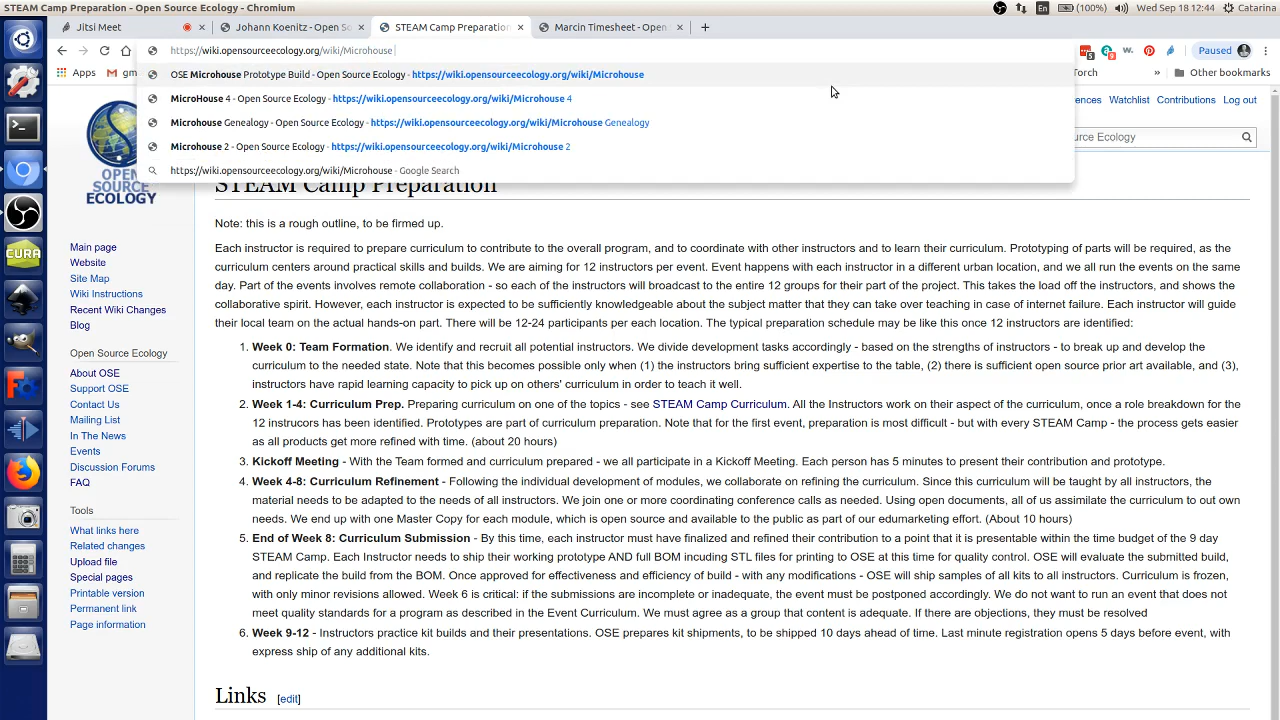 STEAM Camp Preparation - Open Source Ecology - Chromium
En (100%) Wed Sep 18 12:44 Catarina
Jitsi Meet × Johann Koenitz - Open So × STEAM Camp Preparation × Marcin Timesheet - Open × +
https://wiki.opensourceecology.org/wiki/Microhouse
5 9 W Paused
Apps gm Torch » Other bookmarks
OSE Microhouse Prototype Build - Open Source Ecology - https://wiki.opensourceecology.org/wiki/Microhouse
MicroHouse 4 - Open Source Ecology - https://wiki.opensourceecology.org/wiki/Microhouse 4
Microhouse Genealogy - Open Source Ecology - https://wiki.opensourceecology.org/wiki/Microhouse Genealogy
Microhouse 2 - Open Source Ecology - https://wiki.opensourceecology.org/wiki/Microhouse 2
https://wiki.opensourceecology.org/wiki/Microhouse - Google Search
ences Watchlist Contributions Log out
ce Ecology
OPEN
SOURCE
ECOLOGY
Main page
Website
Site Map
Wiki Instructions
Recent Wiki Changes
Blog
Open Source Ecology
About OSE
Support OSE
Contact Us
Mailing List
In The News
Events
Discussion Forums
FAQ
Tools
What links here
Related changes
Upload file
Special pages
Printable version
Permanent link
Page information
CURA
STEAM Camp Preparation
Note: this is a rough outline, to be firmed up.
Each instructor is required to prepare curriculum to contribute to the overall program, and to coordinate with other instructors and to learn their curriculum. Prototyping of parts will be required, as the
curriculum centers around practical skills and builds. We are aiming for 12 instructors per event. Event happens with each instructor in a different urban location, and we all run the events on the same
day. Part of the events involves remote collaboration - so each of the instructors will broadcast to the entire 12 groups for their part of the project. This takes the load off the instructors, and shows the
collaborative spirit. However, each instructor is expected to be sufficiently knowledgeable about the subject matter that they can take over teaching in case of internet failure. Each instructor will guide
their local team on the actual hands-on part. There will be 12-24 participants per each location. The typical preparation schedule may be like this once 12 instructors are identified:
1. Week 0: Team Formation. We identify and recruit all potential instructors. We divide development tasks accordingly - based on the strengths of instructors - to break up and develop the
curriculum to the needed state. Note that this becomes possible only when (1) the instructors bring sufficient expertise to the table, (2) there is sufficient open source prior art available, and (3),
instructors have rapid learning capacity to pick up on others' curriculum in order to teach it well.
2. Week 1-4: Curriculum Prep. Preparing curriculum on one of the topics - see STEAM Camp Curriculum. All the Instructors work on their aspect of the curriculum, once a role breakdown for the
12 instrucors has been identified. Prototypes are part of curriculum preparation. Note that for the first event, preparation is most difficult - but with every STEAM Camp - the process gets easier
as all products get more refined with time. (about 20 hours)
3. Kickoff Meeting - With the Team formed and curriculum prepared - we all participate in a Kickoff Meeting. Each person has 5 minutes to present their contribution and prototype.
4. Week 4-8: Curriculum Refinement - Following the individual development of modules, we collaborate on refining the curriculum. Since this curriculum will be taught by all instructors, the
material needs to be adapted to the needs of all instructors. We join one or more coordinating conference calls as needed. Using open documents, all of us assimilate the curriculum to out own
needs. We end up with one Master Copy for each module, which is open source and available to the public as part of our edumarketing effort. (About 10 hours)
5. End of Week 8: Curriculum Submission - By this time, each instructor must have finalized and refined their contribution to a point that it is presentable within the time budget of the 9 day
STEAM Camp. Each Instructor needs to ship their working prototype AND full BOM incuding STL files for printing to OSE at this time for quality control. OSE will evaluate the submitted build,
and replicate the build from the BOM. Once approved for effectiveness and efficiency of build - with any modifications - OSE will ship samples of all kits to all instructors. Curriculum is frozen,
with only minor revisions allowed. Week 6 is critical: if the submissions are incomplete or inadequate, the event must be postponed accordingly. We do not want to run an event that does not
meet quality standards for a program as described in the Event Curriculum. We must agree as a group that content is adequate. If there are objections, they must be resolved
6. Week 9-12 - Instructors practice kit builds and their presentations. OSE prepares kit shipments, to be shipped 10 days ahead of time. Last minute registration opens 5 days before event, with
express ship of any additional kits.
Links [edit]